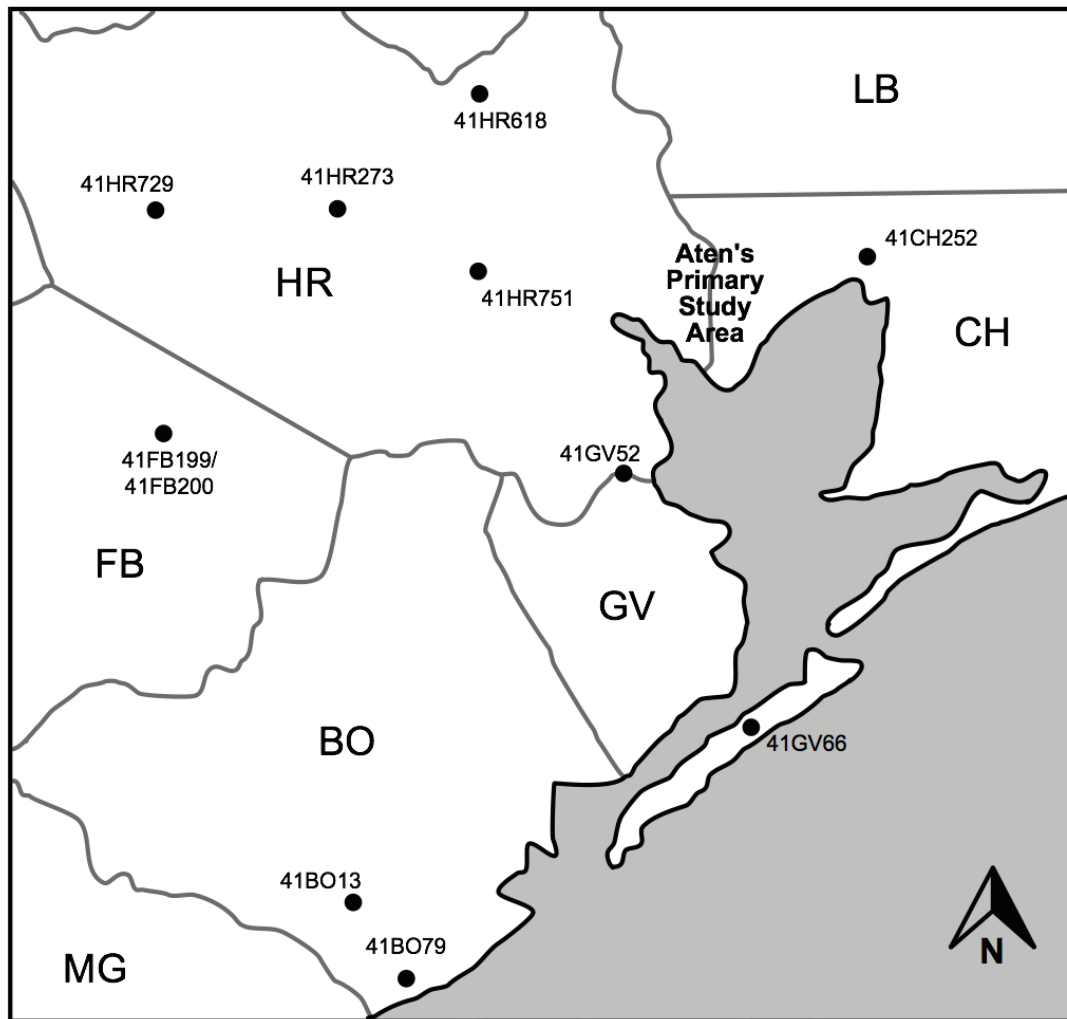 LB
41HR618
41HR729
41HR273
41CH252
Aten's
Primary
Study
Area
HR
41HR751
CH
41FB199/
41FB200
41GV52
FB
GV
BO
41GV66
41BO13
41BO79
MG
N